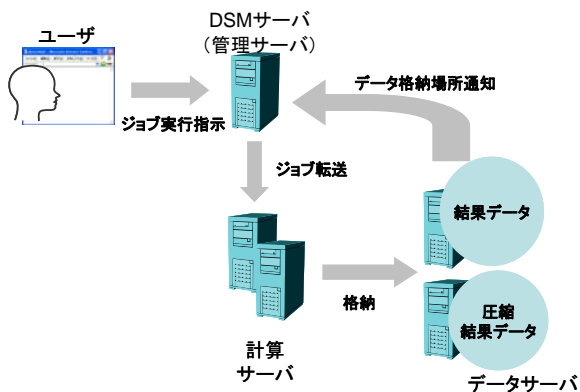 ユーザ
DSMサーバ
（管理サーバ）
データ格納場所通知
ジョブ実行指示
ジョブ転送
結果データ
格納
圧縮
結果データ
計算
サーバ
データサーバ